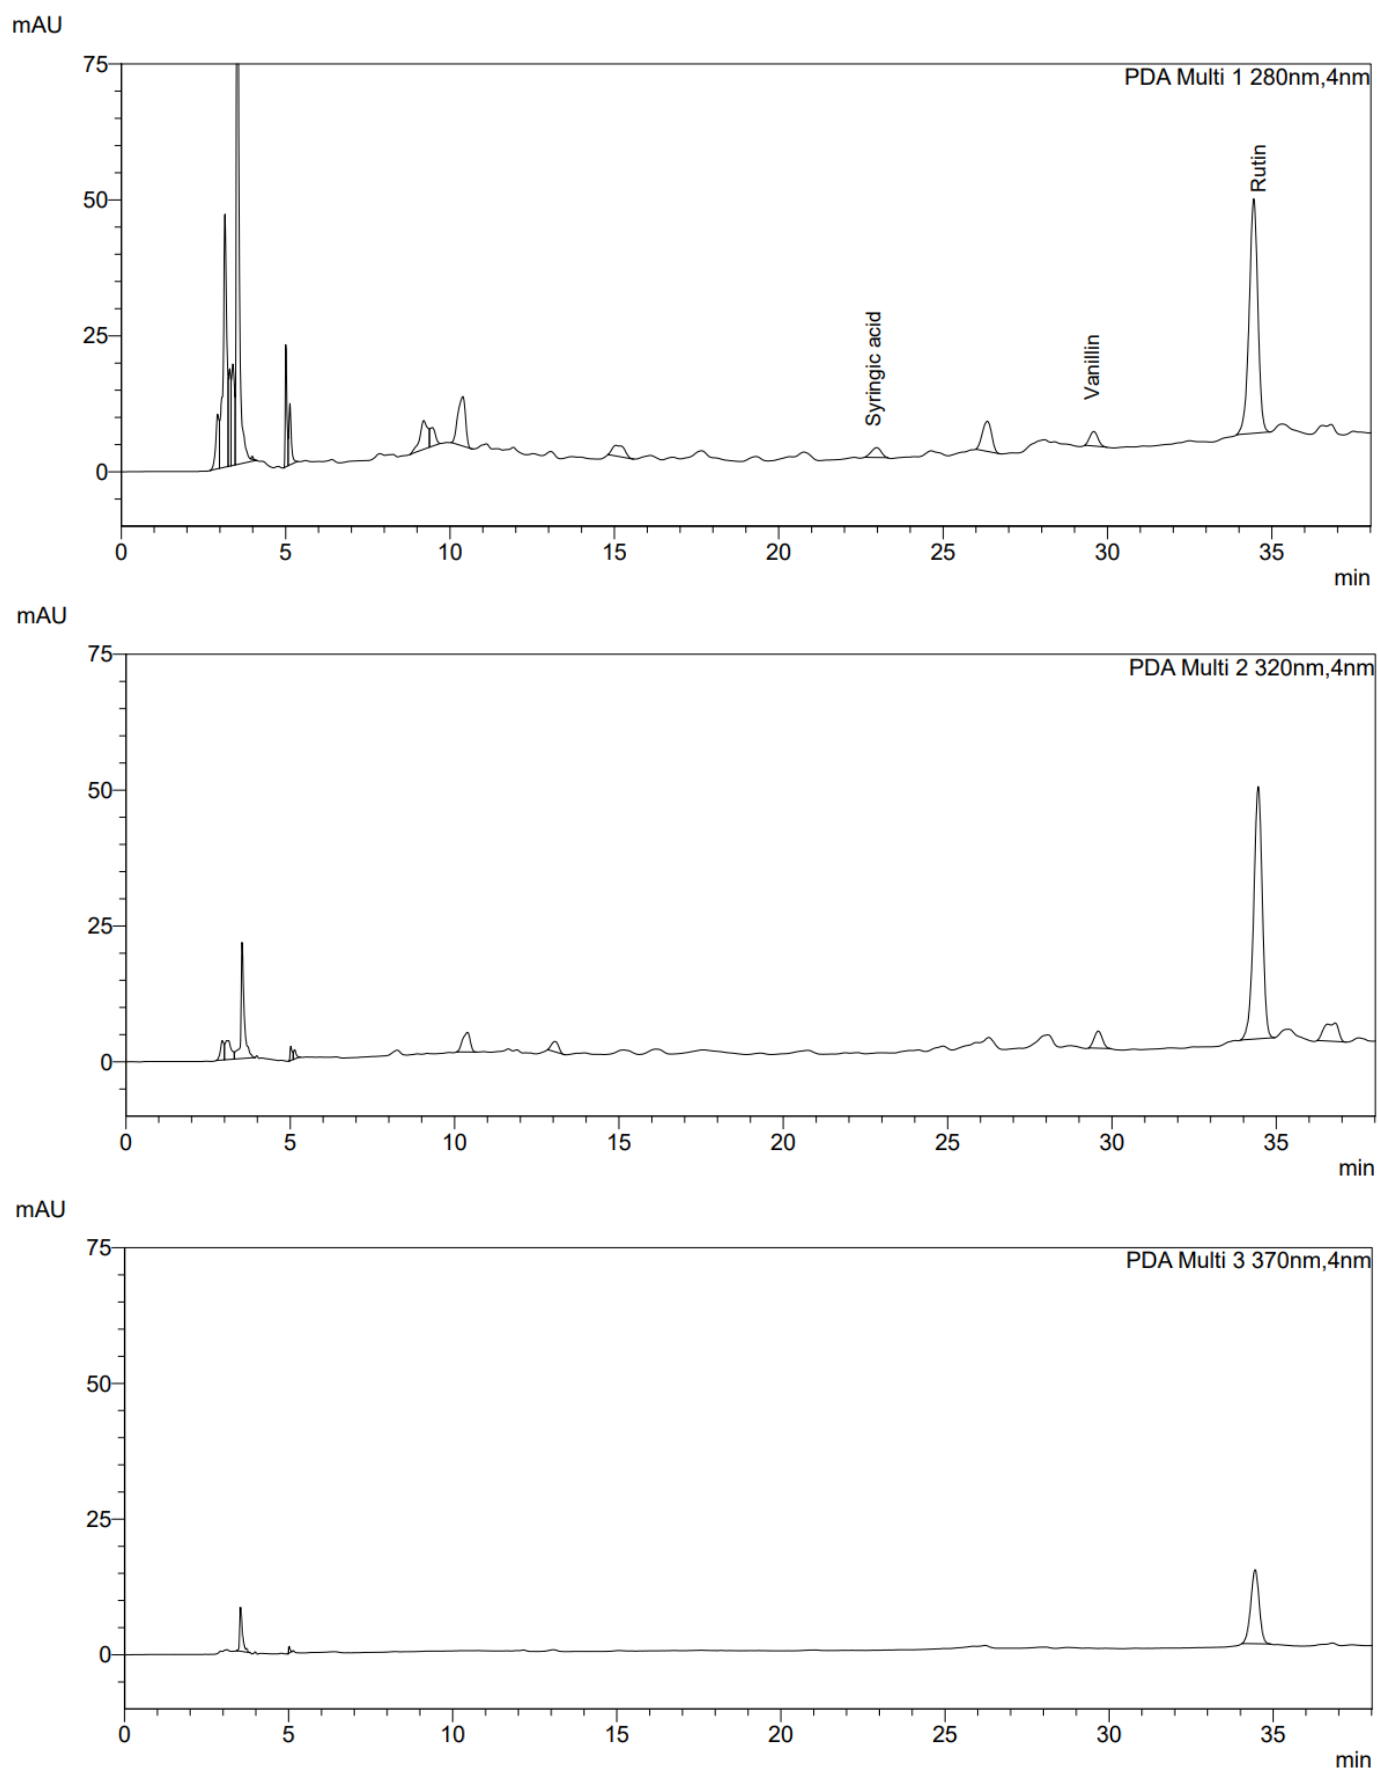 mAU
75
PDA Multi 1 280nm,4nm
Rutin
50
Syringic acid
Vanillin
25
0
0 5 10 15 20 25 30 35
min
mAU
75
PDA Multi 2 320nm,4nm
50
25
0
0 5 10 15 20 25 30 35
min
mAU
75
PDA Multi 3 370nm,4nm
50
25
0
0 5 10 15 20 25 30 35
min